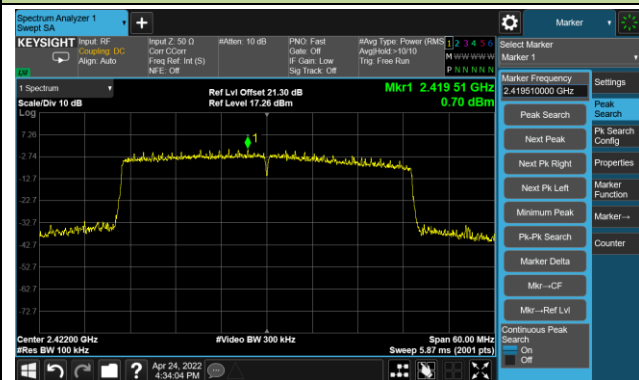 Spectrum Analyzer 1
Swept SA
+
Marker
KEYSIGHT
Input: RF
Coupling: DC
Align: Auto
Input Z: 50 Ω
Corr CCorr
Freq Ref: Int (S)
NFE: Off
#Atten: 10 dB
PNO: Fast
Gate: Off
IF Gain: Low
Sig Track: Off
#Avg Type: Power (RMS
Avg|Hold:>10/10
Trig: Free Run
1 2 3 4 5 6
M W W W W W
P N N N N N
LXI
Select Marker
Marker 1
1 Spectrum
Scale/Div 10 dB
Log
Ref Lvl Offset 21.30 dB
Ref Level 17.26 dBm
Mkr1 2.419 51 GHz
0.70 dBm
Marker Frequency
2.419510000 GHz
Peak Search
Next Peak
Next Pk Right
Next Pk Left
Minimum Peak
Pk-Pk Search
Marker Delta
Mkr→CF
Mkr→Ref Lvl
Continuous Peak
Search
On
Off
Settings
Peak
Search
Pk Search
Config
Properties
Marker
Function
Marker→
Counter
7.26
-2.74
-12.7
-22.7
-32.7
-42.7
-52.7
-62.7
-72.7
1
Center 2.42200 GHz
#Res BW 100 kHz
#Video BW 300 kHz
Span 60.00 MHz
Sweep 5.87 ms (2001 pts)
?
Apr 24, 2022
4:34:04 PM